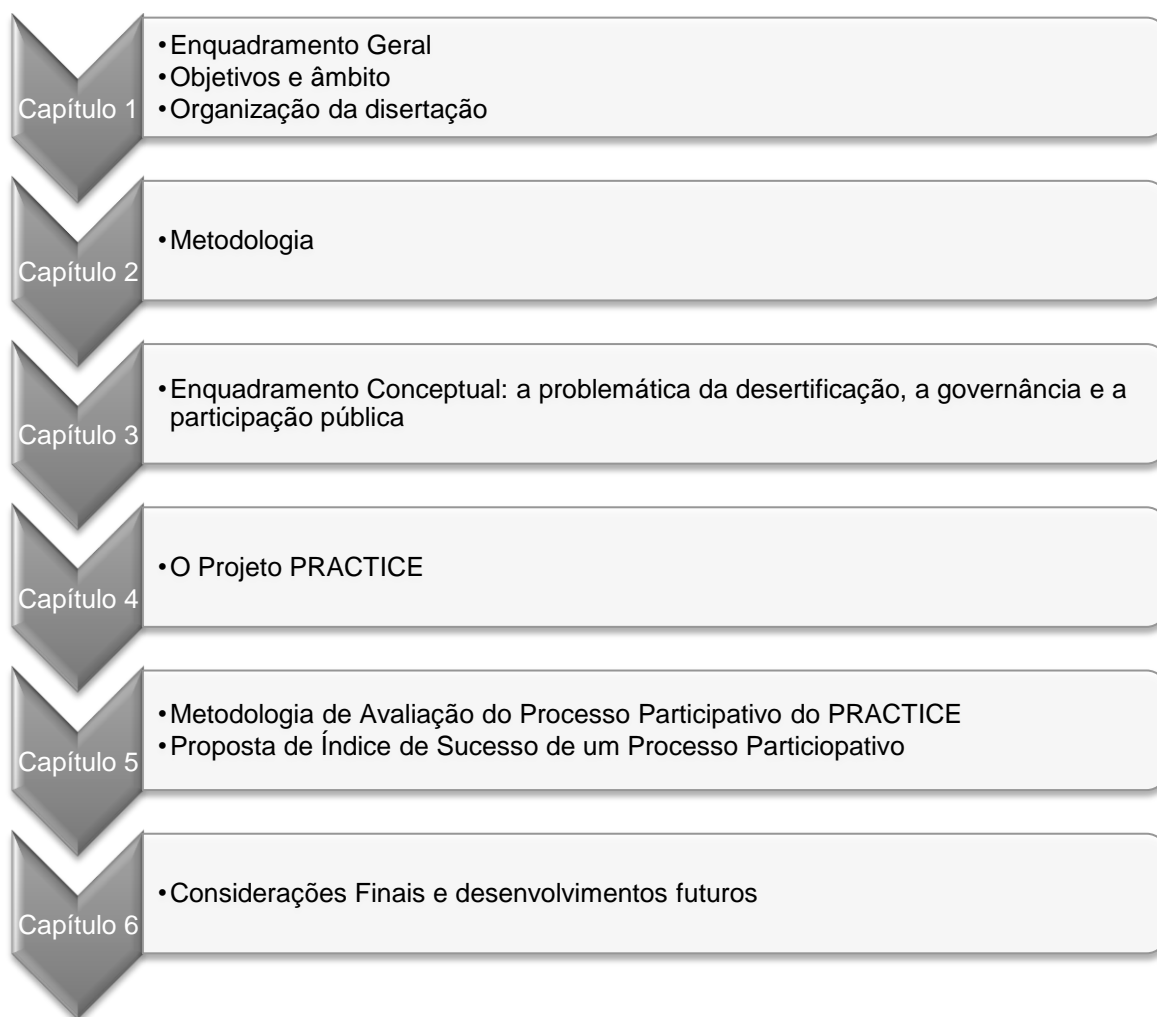 Capítulo 1
•Enquadramento Geral
•Objetivos e âmbito
•Organização da disertação
Capítulo 2
•Metodologia
Capítulo 3
•Enquadramento Conceptual: a problemática da desertificação, a governância e a
participação pública
Capítulo 4
•O Projeto PRACTICE
Capítulo 5
•Metodologia de Avaliação do Processo Participativo do PRACTICE
•Proposta de Índice de Sucesso de um Processo Particiopativo
Capítulo 6
•Considerações Finais e desenvolvimentos futuros